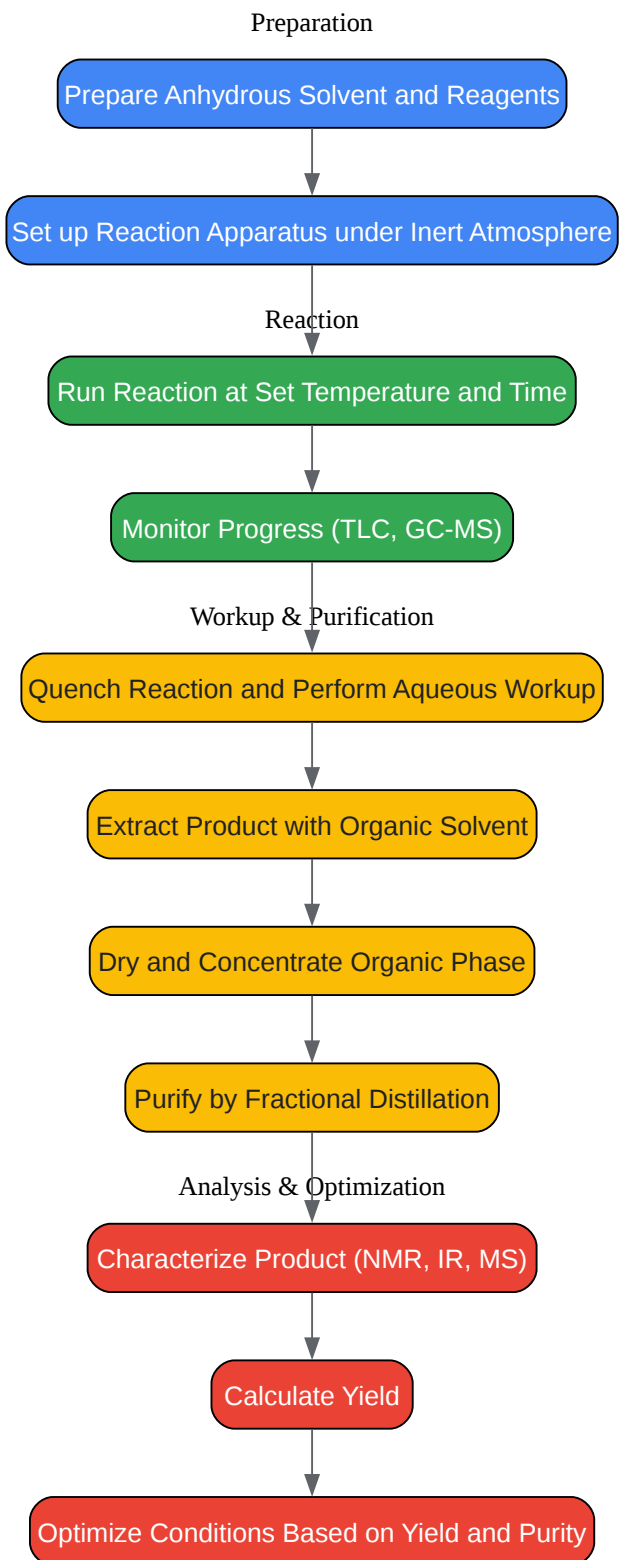 Preparation
Prepare Anhydrous Solvent and Reagents
Set up Reaction Apparatus under Inert Atmosphere
Reaction
Run Reaction at Set Temperature and Time
Monitor Progress (TLC, GC-MS)
Workup & Purification
Quench Reaction and Perform Aqueous Workup
Extract Product with Organic Solvent
Dry and Concentrate Organic Phase
Purify by Fractional Distillation
Analysis & Optimization
Characterize Product (NMR, IR, MS)
Calculate Yield
Optimize Conditions Based on Yield and Purity